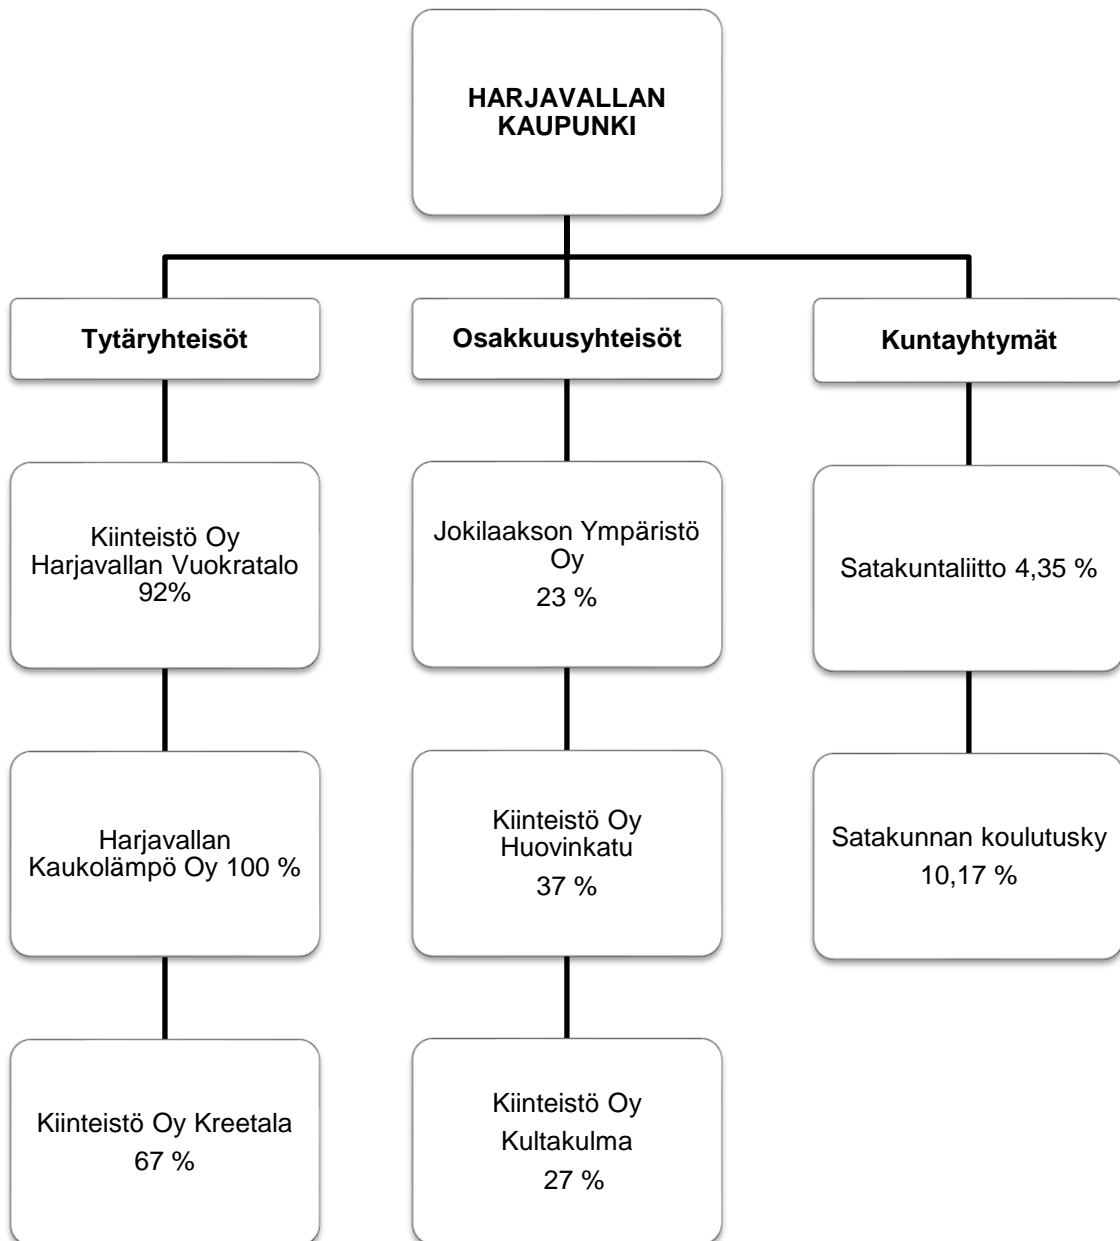 HARJAVALLAN
KAUPUNKI
Tytäryhteisöt
Kiinteistö Oy
Harjavallan Vuokratalo
92%
Harjavallan
Kaukolämpö Oy 100 %
Kiinteistö Oy Kreetala
67 %
Osakkuusyhteisöt
Jokilaakson Ympäristö
Oy
23 %
Kiinteistö Oy
Huovinkatu
37 %
Kiinteistö Oy
Kultakulma
27 %
Kuntayhtymät
Satakuntaliitto 4,35 %
Satakunnan koulutusky
10,17 %